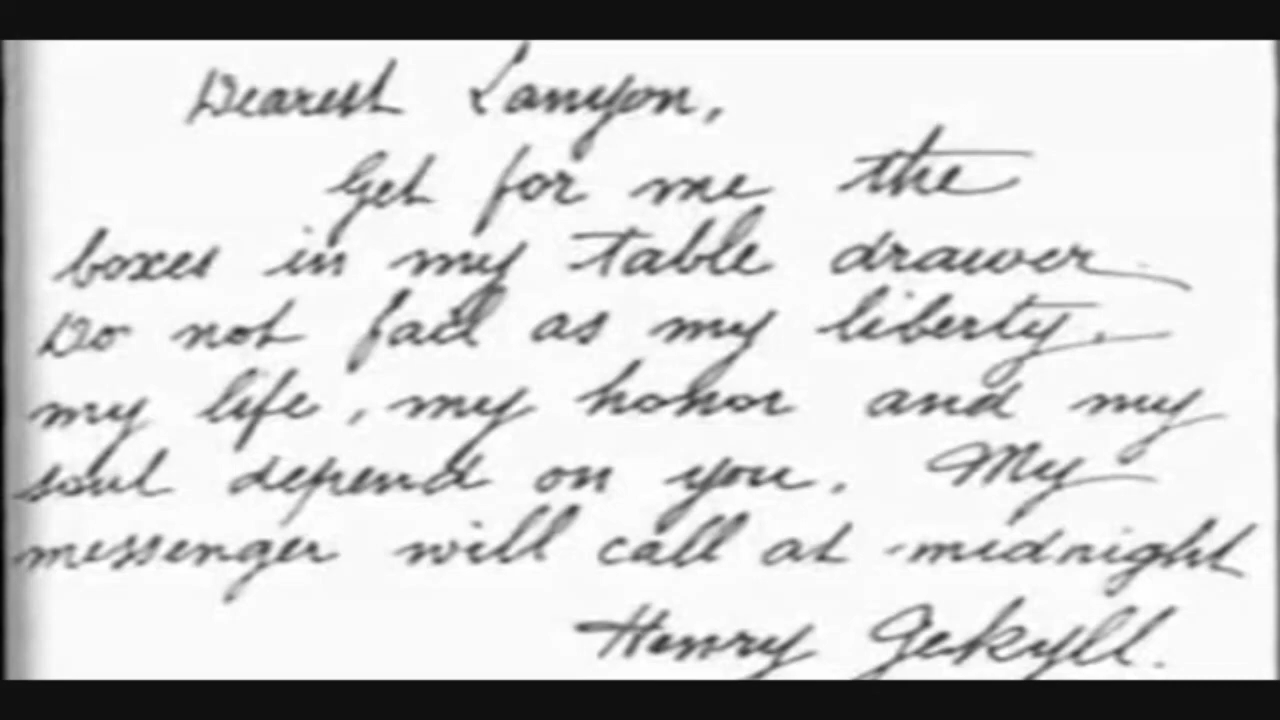 Dearest Lanyon,
Get for me the
boxes in my table drawer
Do not fail as my liberty,
my life, my honor and my
soul depend on you. My
messenger will call at midnight
Henry Jekyll.